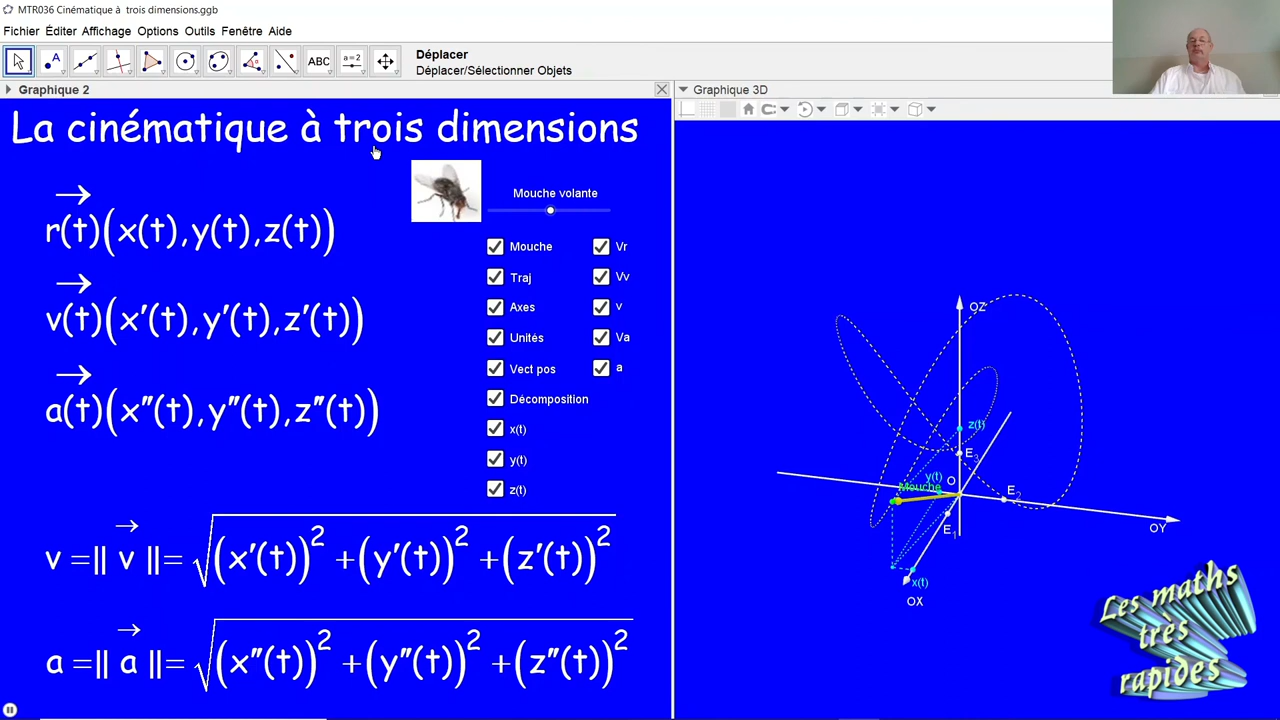 MTR036 Cinématique à trois dimensions.ggb
Fichier Éditer Affichage Options Outils Fenêtre Aide
A
ABC
a=2
Déplacer
Déplacer/Sélectionner Objets
Graphique 2
Graphique 3D
La cinématique à trois dimensions
r(t)(x(t),y(t),z(t))
v(t)(x′(t),y′(t),z′(t))
a(t)(x″(t),y″(t),z″(t))
Mouche volante
Mouche
Vr
Traj
Vv
Axes
v
Unités
Va
Vect pos
a
Décomposition
x(t)
y(t)
z(t)
v =|| v ||= √(x′(t))² +(y′(t))² +(z′(t))²
a =|| a ||= √(x″(t))² +(y″(t))² +(z″(t))²
OZ
z(t)
E₃
y(t)
Mouche
O
E₂
E₁
OY
x(t)
OX
Les maths
très
rapides